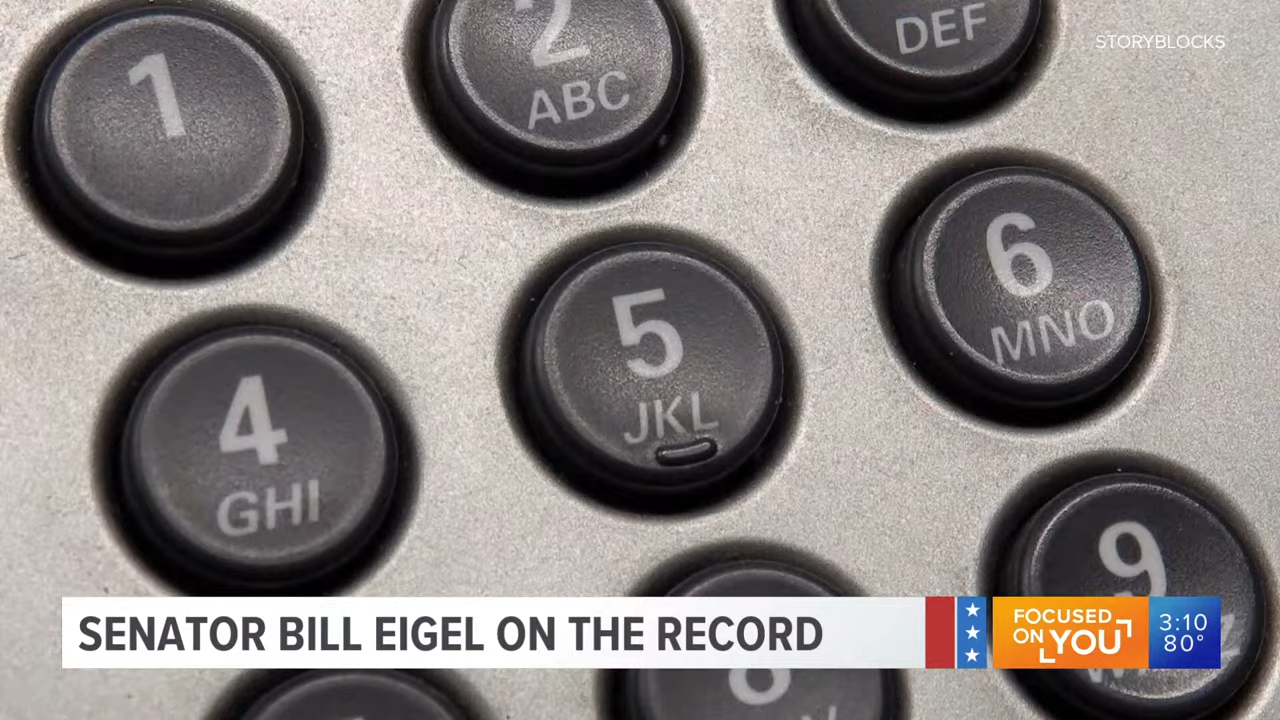 STORYBLOCKS
1
2
ABC
DEF
4
GHI
5
JKL
6
MNO
9
8
SENATOR BILL EIGEL ON THE RECORD
FOCUSED
ON YOU
3:10
80°